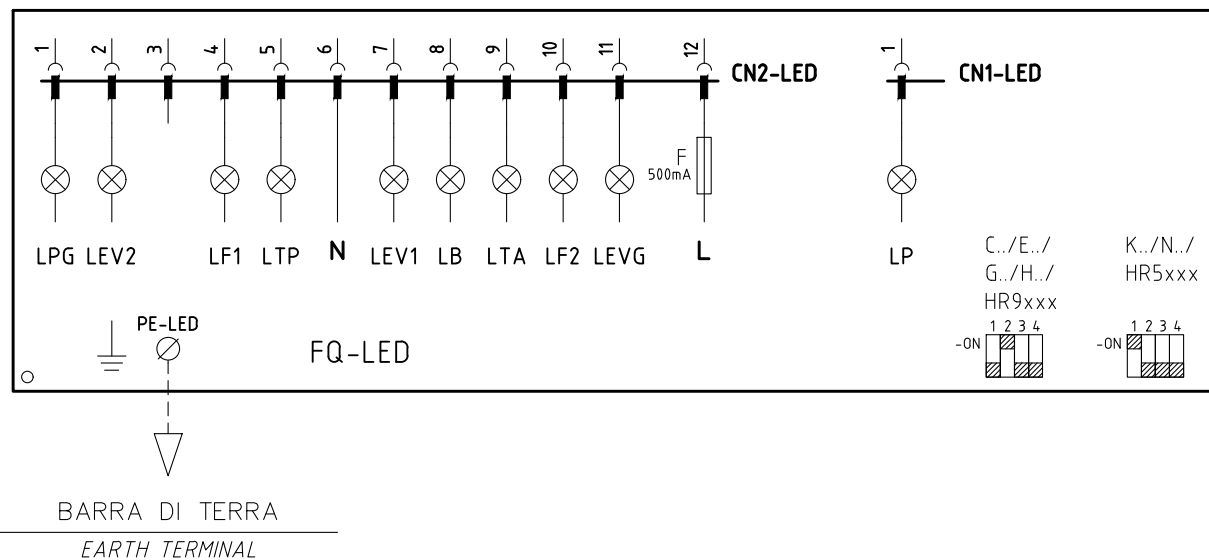 1 2 3 4 5 6 7 8 9 10 11 12 CN2-LED 1 CN1-LED
F
500mA
LPG LEV2 LF1 LTP N LEV1 LB LTA LF2 LEVG L LP
C../E../
G../H../
HR9xxx
K../N../
HR5xxx
1 2 3 4
-ON
1 2 3 4
-ON
PE-LED
FQ-LED
BARRA DI TERRA
EARTH TERMINAL